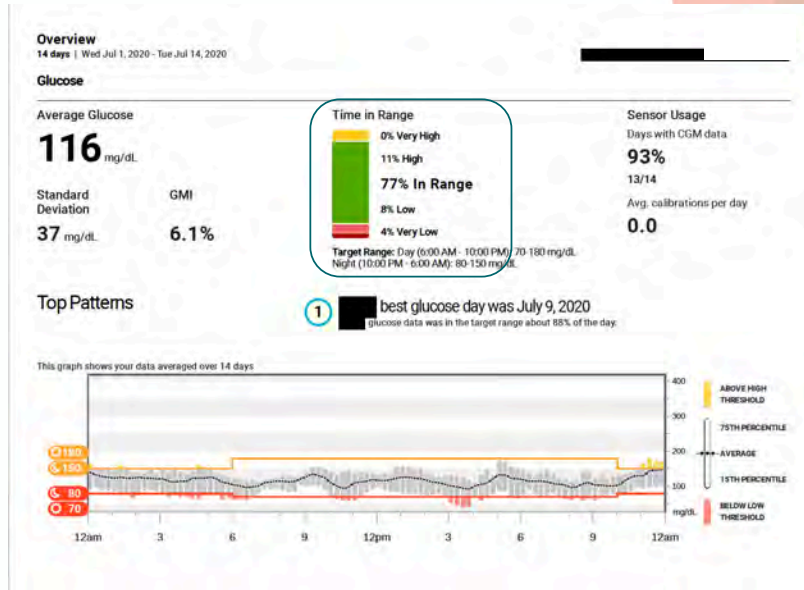 Overview
14 days | Wed Jul 1, 2020 - Tue Jul 14, 2020
Glucose
Average Glucose
116 mg/dL
Standard Deviation
37 mg/dL
GMI
6.1%
Time in Range
0% Very High
11% High
77% In Range
8% Low
4% Very Low
Target Range: Day (6:00 AM - 10:00 PM): 70-180 mg/dL
Night (10:00 PM - 6:00 AM): 80-150 mg/dL
Sensor Usage
Days with CGM data
93%
13/14
Avg. calibrations per day
0.0
Top Patterns
1 best glucose day was July 9, 2020
glucose data was in the target range about 88% of the day.
This graph shows your data averaged over 14 days
180
150
80
70
400
300
200
100
mg/dL
12am 3 6 9 12pm 3 6 9 12am
ABOVE HIGH
THRESHOLD
75TH PERCENTILE
AVERAGE
15TH PERCENTILE
BELOW LOW
THRESHOLD